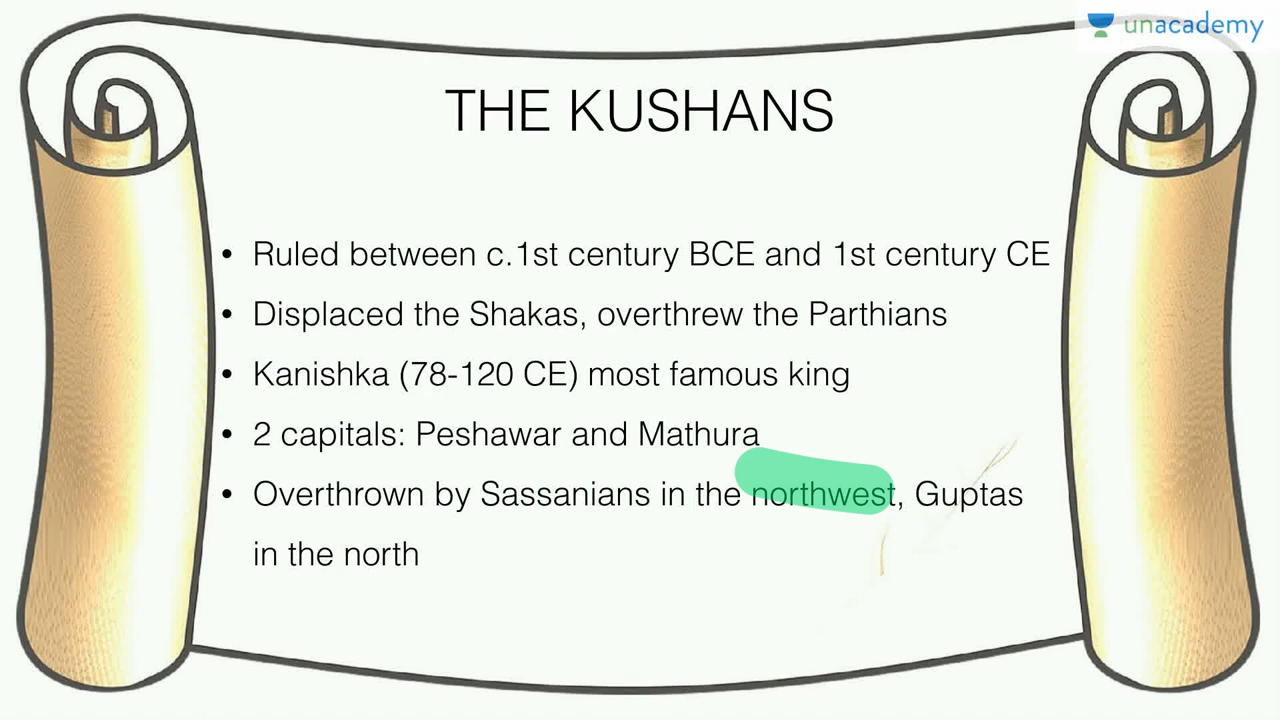 unacademy
THE KUSHANS
• Ruled between c.1st century BCE and 1st century CE
• Displaced the Shakas, overthrew the Parthians
• Kanishka (78-120 CE) most famous king
• 2 capitals: Peshawar and Mathura
• Overthrown by Sassanians in the northwest, Guptas
in the north